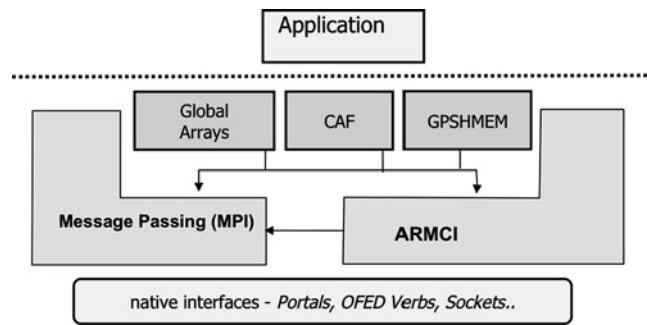 Application
Global
Arrays
CAF
GPSHMEM
Message Passing (MPI)
ARMCI
native interfaces - Portals, OFED Verbs, Sockets..